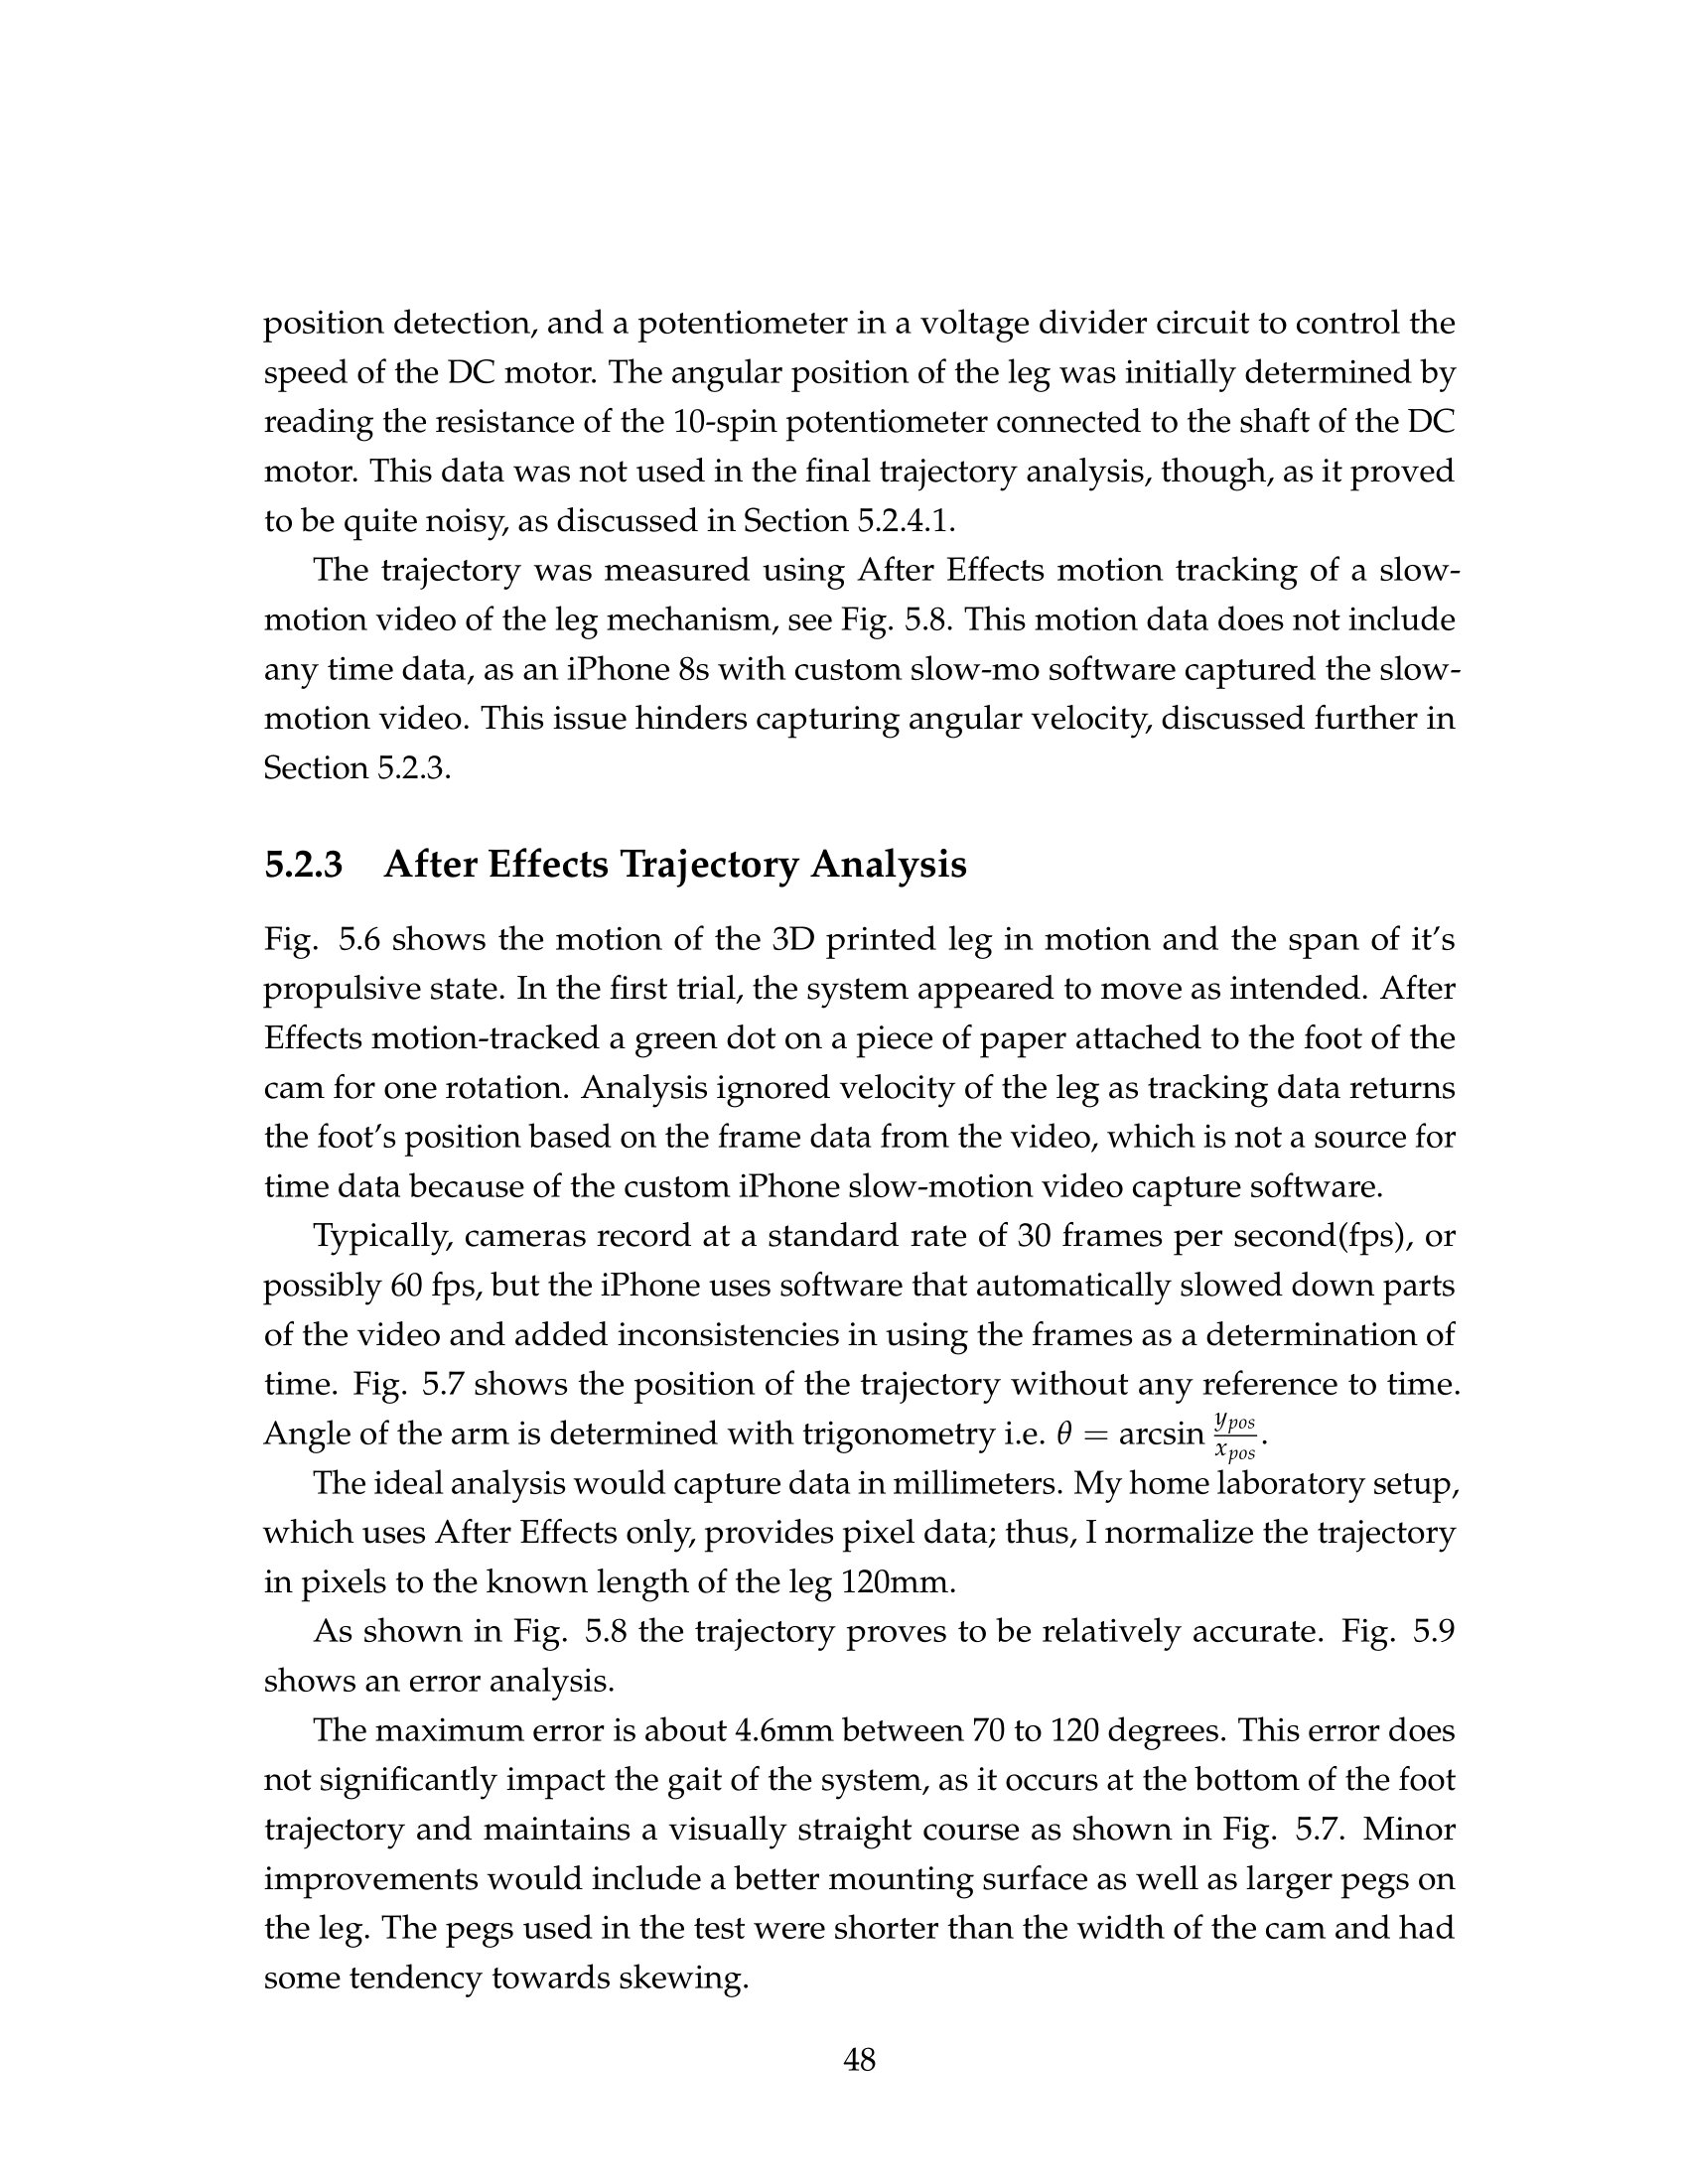 position detection, and a potentiometer in a voltage divider circuit to control the
speed of the DC motor. The angular position of the leg was initially determined by
reading the resistance of the 10-spin potentiometer connected to the shaft of the DC
motor. This data was not used in the final trajectory analysis, though, as it proved
to be quite noisy, as discussed in Section 5.2.4.1.
The trajectory was measured using After Effects motion tracking of a slow-
motion video of the leg mechanism, see Fig. 5.8. This motion data does not include
any time data, as an iPhone 8s with custom slow-mo software captured the slow-
motion video. This issue hinders capturing angular velocity, discussed further in
Section 5.2.3.
5.2.3 After Effects Trajectory Analysis
Fig. 5.6 shows the motion of the 3D printed leg in motion and the span of it's
propulsive state. In the first trial, the system appeared to move as intended. After
Effects motion-tracked a green dot on a piece of paper attached to the foot of the
cam for one rotation. Analysis ignored velocity of the leg as tracking data returns
the foot's position based on the frame data from the video, which is not a source for
time data because of the custom iPhone slow-motion video capture software.
Typically, cameras record at a standard rate of 30 frames per second(fps), or
possibly 60 fps, but the iPhone uses software that automatically slowed down parts
of the video and added inconsistencies in using the frames as a determination of
time. Fig. 5.7 shows the position of the trajectory without any reference to time.
Angle of the arm is determined with trigonometry i.e. θ = arcsin y_pos/x_pos.
The ideal analysis would capture data in millimeters. My home laboratory setup,
which uses After Effects only, provides pixel data; thus, I normalize the trajectory
in pixels to the known length of the leg 120mm.
As shown in Fig. 5.8 the trajectory proves to be relatively accurate. Fig. 5.9
shows an error analysis.
The maximum error is about 4.6mm between 70 to 120 degrees. This error does
not significantly impact the gait of the system, as it occurs at the bottom of the foot
trajectory and maintains a visually straight course as shown in Fig. 5.7. Minor
improvements would include a better mounting surface as well as larger pegs on
the leg. The pegs used in the test were shorter than the width of the cam and had
some tendency towards skewing.
48